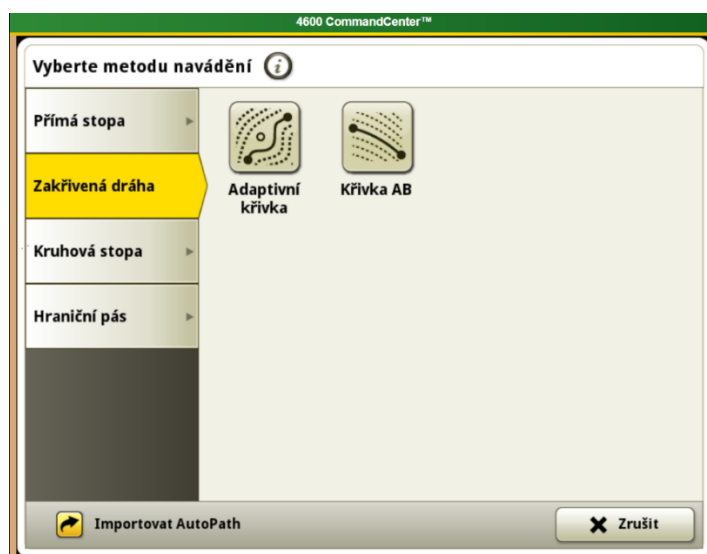 4600 CommandCenter™
Vyberte metodu navádění i
Přímá stopa
Zakřivená dráha
Kruhová stopa
Hraniční pás
Adaptivní
křivka
Křivka AB
Importovat AutoPath
Zrušit